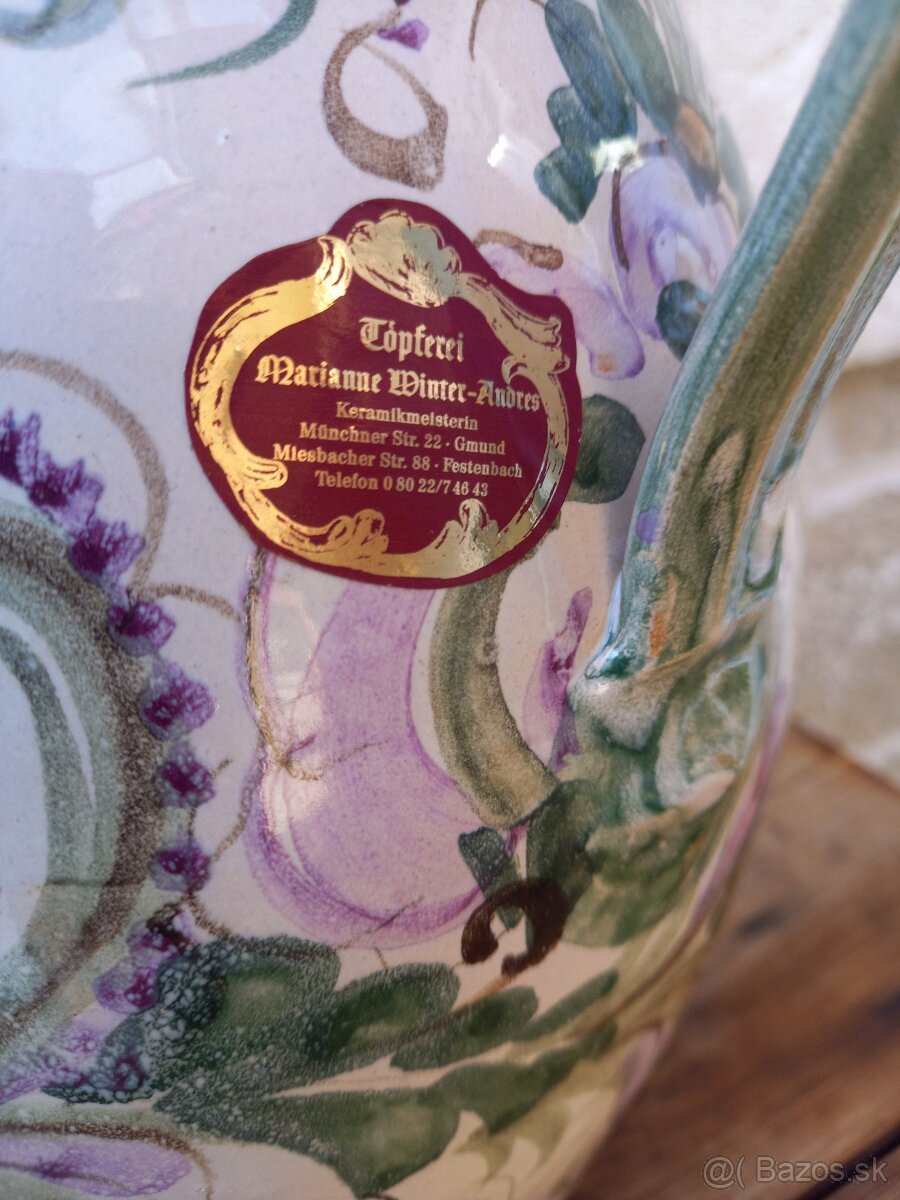 Töpferei
Marianne Winter-Andres
Keramikmeisterin
Münchner Str. 22 · Gmund
Miesbacher Str. 88 · Festenbach
Telefon 0 80 22/7 46 43
@( Bazos.sk